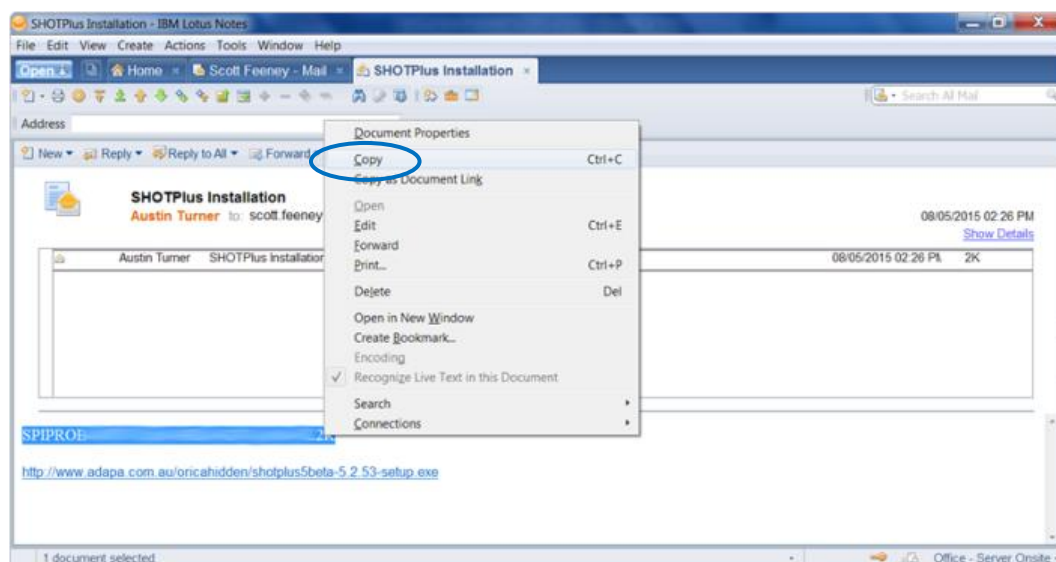 SHOTPlus Installation - IBM Lotus Notes
File Edit View Create Actions Tools Window Help
Open Home Scott Feeney - Mail SHOTPlus Installation
Search All Mail
Address
New Reply Reply to All Forward
Document Properties
Copy Ctrl+C
Copy as Document Link
Open
Edit Ctrl+E
Forward
Print... Ctrl+P
Delete Del
Open in New Window
Create Bookmark...
Encoding
Recognize Live Text in this Document
Search
Connections
SHOTPlus Installation
Austin Turner to: scott.feeney
08/05/2015 02:26 PM
Show Details
Austin Turner SHOTPlus Installation 08/05/2015 02:26 PM 2K
SPIPROE 2K
http://www.adapa.com.au/oricahidden/shotplus5beta-5.2.53-setup.exe
1 document selected
Office - Server Onsite